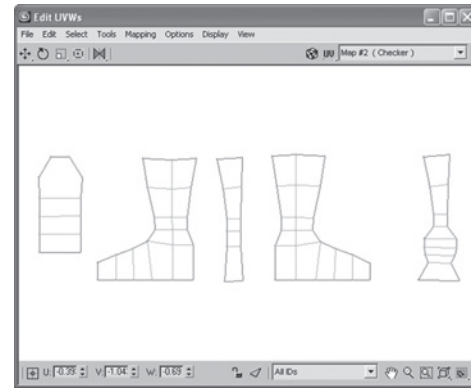 Edit UVWs
File Edit Select Tools Mapping Options Display View
UV Map #2 ( Checker )
U: -0.39 V: -1.04 W: -0.69 All IDs